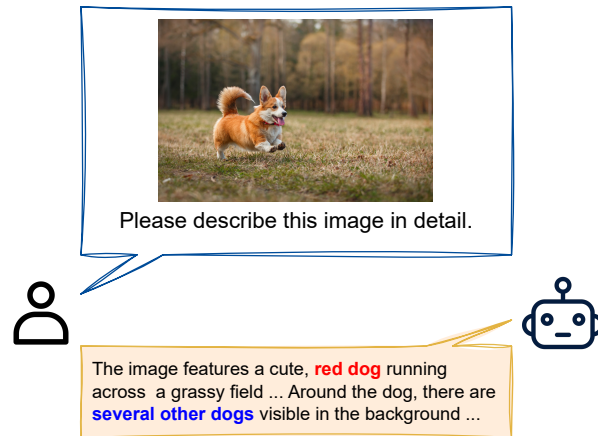 Please describe this image in detail.
The image features a cute, red dog running
across a grassy field ... Around the dog, there are
several other dogs visible in the background ...